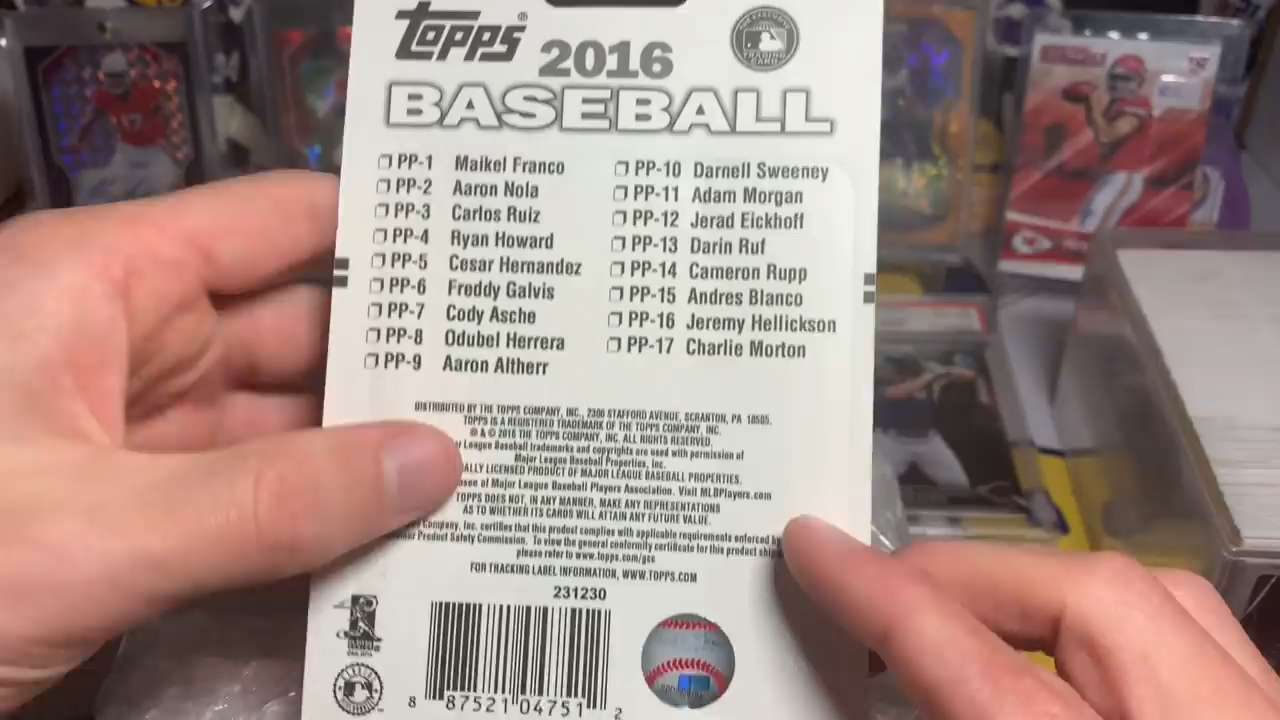 Topps®
2016
BASEBALL
PP-1 Maikel Franco
PP-2 Aaron Nola
PP-3 Carlos Ruiz
PP-4 Ryan Howard
PP-5 Cesar Hernandez
PP-6 Freddy Galvis
PP-7 Cody Asche
PP-8 Odubel Herrera
PP-9 Aaron Altherr
PP-10 Darnell Sweeney
PP-11 Adam Morgan
PP-12 Jerad Eickhoff
PP-13 Darin Ruf
PP-14 Cameron Rupp
PP-15 Andres Blanco
PP-16 Jeremy Hellickson
PP-17 Charlie Morton
DISTRIBUTED BY THE TOPPS COMPANY, INC., STAFFORD AVENUE, SCRANTON, PA
TOPPS IS A REGISTERED TRADEMARK OF THE TOPPS COMPANY, INC.
® & © 2016 THE TOPPS COMPANY, INC. ALL RIGHTS RESERVED.
League Baseball trademarks and copyrights are used with permission of
Major League Baseball Properties, Inc.
LICENSED PRODUCT OF MAJOR LEAGUE BASEBALL PROPERTIES.
of Major League Baseball Players Association. Visit MLBPlayers.com
TOPPS DOES NOT, IN ANY MANNER, MAKE ANY REPRESENTATIONS
AS TO WHETHER ITS CARDS WILL ATTAIN ANY FUTURE VALUE.
Company, Inc. certifies that this product complies with applicable requirements enforced by
Product Safety Commission. To view the general conformity certificate for this product
please refer to www.topps.com/gcc
FOR TRACKING LABEL INFORMATION, WWW.TOPPS.COM
231230
8 87521 04751 2